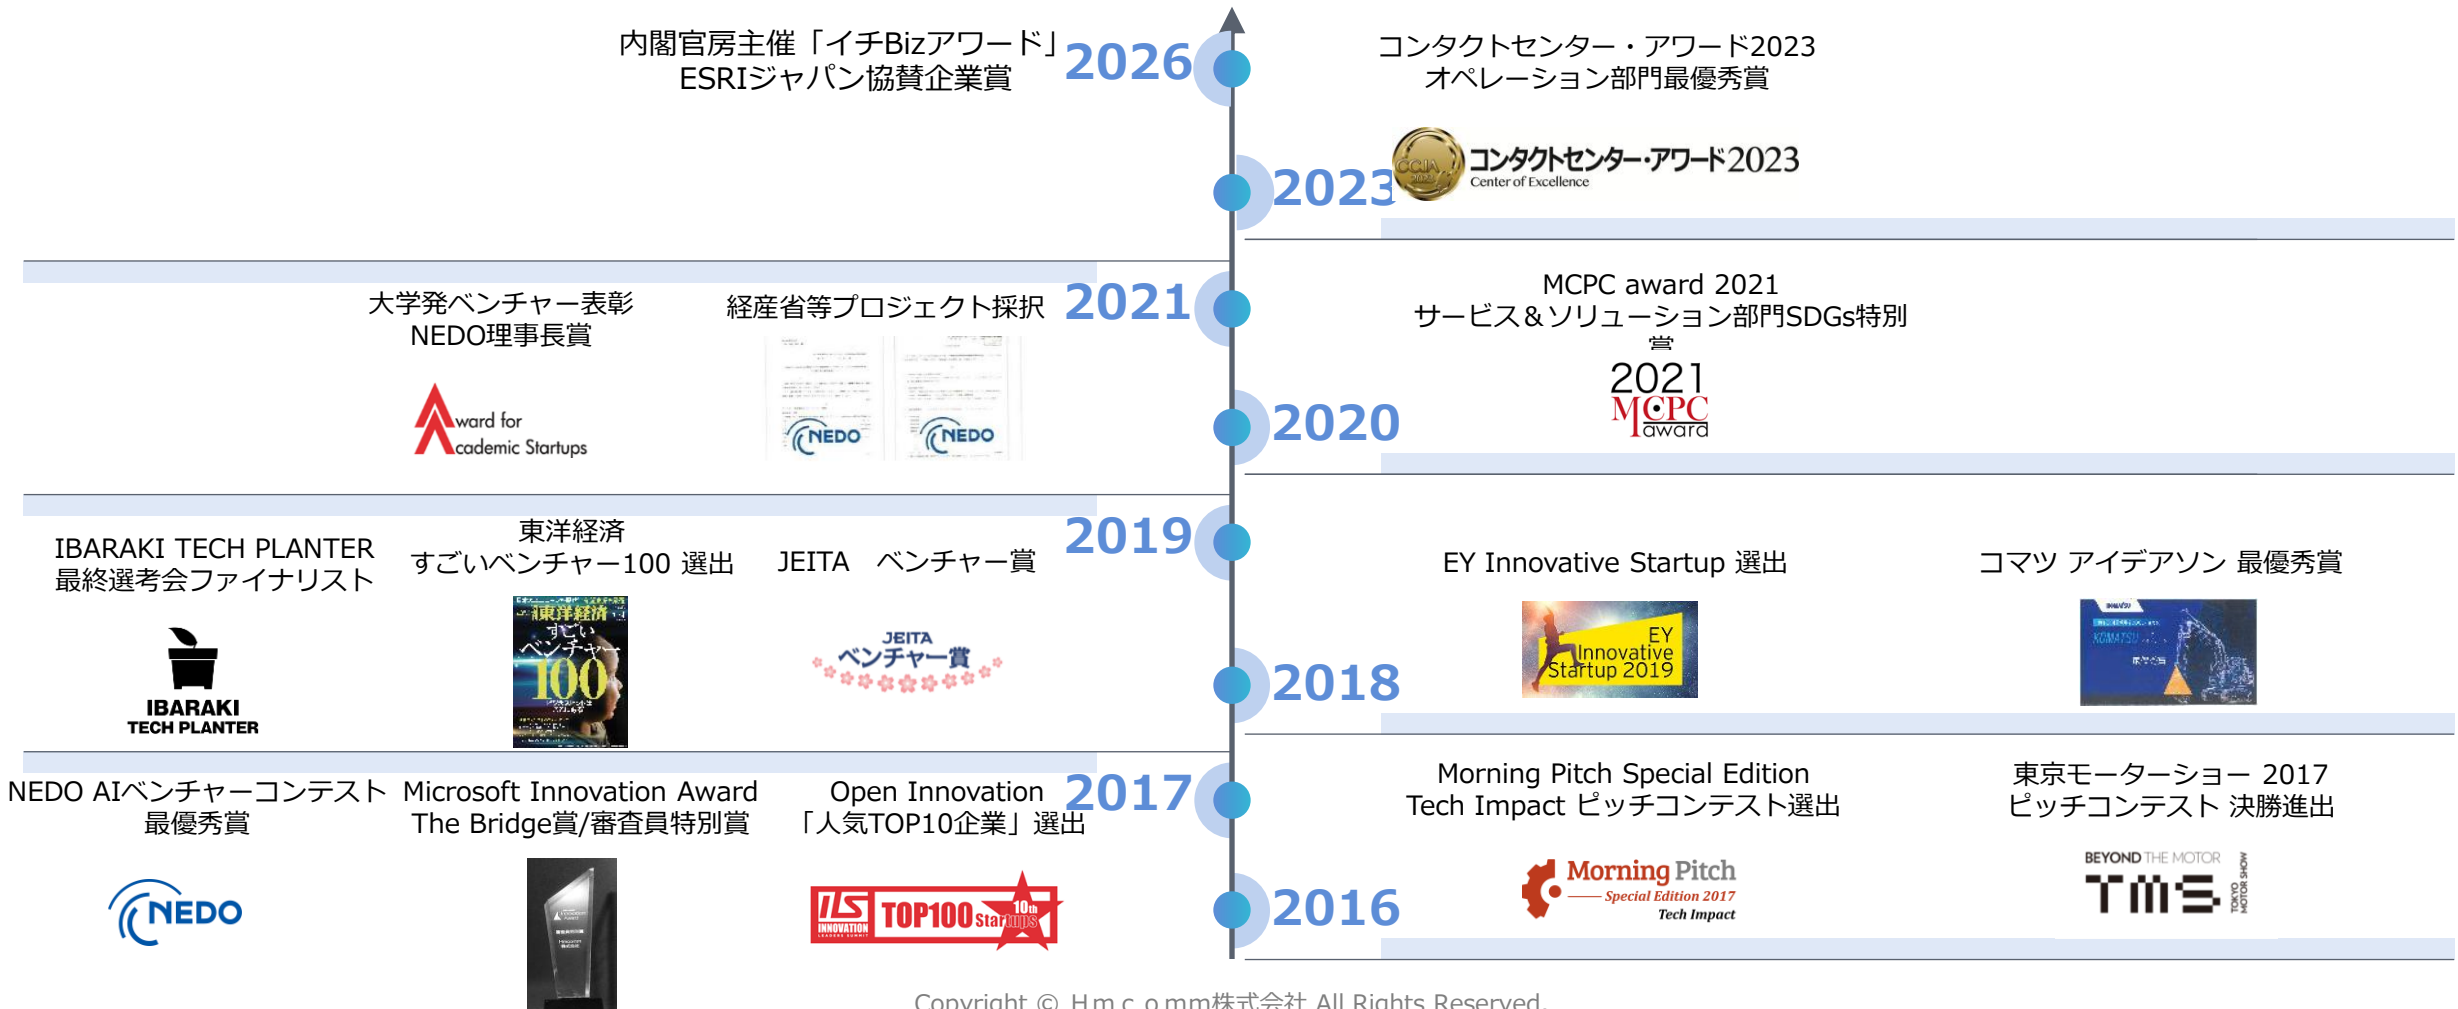 内閣官房主催「イチBizアワード」
ESRIジャパン協賛企業賞
2026
コンタクトセンター・アワード2023
オペレーション部門最優秀賞
2023
CCJA
2023
コンタクトセンター・アワード2023
Center of Excellence
大学発ベンチャー表彰
NEDO理事長賞
Award for
Academic Startups
経産省等プロジェクト採択
NEDO
NEDO
2021
MCPC award 2021
サービス＆ソリューション部門SDGs特別
賞
2021
MCPC
award
2020
IBARAKI TECH PLANTER
最終選考会ファイナリスト
IBARAKI
TECH PLANTER
東洋経済
すごいベンチャー100 選出
東洋経済
すごい
ベンチャー
100
JEITA　ベンチャー賞
JEITA
ベンチャー賞
2019
EY Innovative Startup 選出
EY
Innovative
Startup 2019
コマツ アイデアソン 最優秀賞
KOMATSU
2018
NEDO AIベンチャーコンテスト
最優秀賞
NEDO
Microsoft Innovation Award
The Bridge賞/審査員特別賞
Innovation
Award
Open Innovation
「人気TOP10企業」選出
ILS
INNOVATION
LEADERS SUMMIT
TOP100 Startups
10th
2017
Morning Pitch Special Edition
Tech Impact ピッチコンテスト選出
Morning Pitch
Special Edition 2017
Tech Impact
東京モーターショー 2017
ピッチコンテスト 決勝進出
BEYOND THE MOTOR
TMS
TOKYO
MOTOR SHOW
2016
Copyright © Ｈｍｃｏmm株式会社 All Rights Reserved.